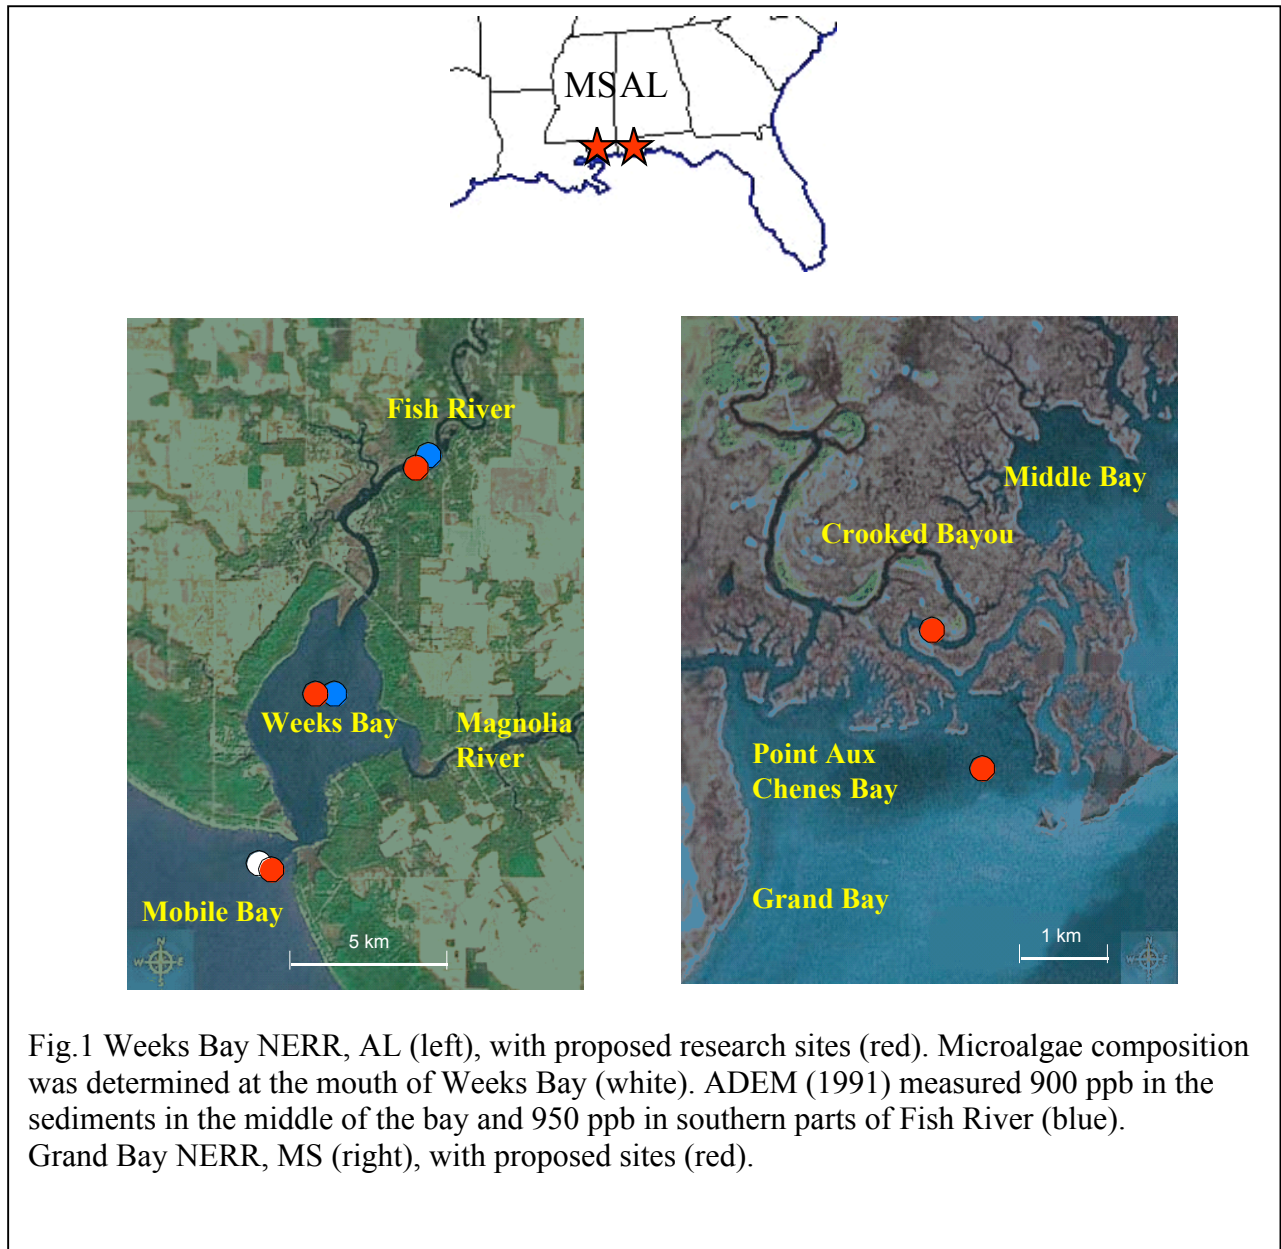 MS AL
Fish River
Weeks Bay
Magnolia
River
Mobile Bay
5 km
N
W E
S
Middle Bay
Crooked Bayou
Point Aux
Chenes Bay
Grand Bay
1 km
N
W E
S
Fig.1 Weeks Bay NERR, AL (left), with proposed research sites (red). Microalgae composition
was determined at the mouth of Weeks Bay (white). ADEM (1991) measured 900 ppb in the
sediments in the middle of the bay and 950 ppb in southern parts of Fish River (blue).
Grand Bay NERR, MS (right), with proposed sites (red).